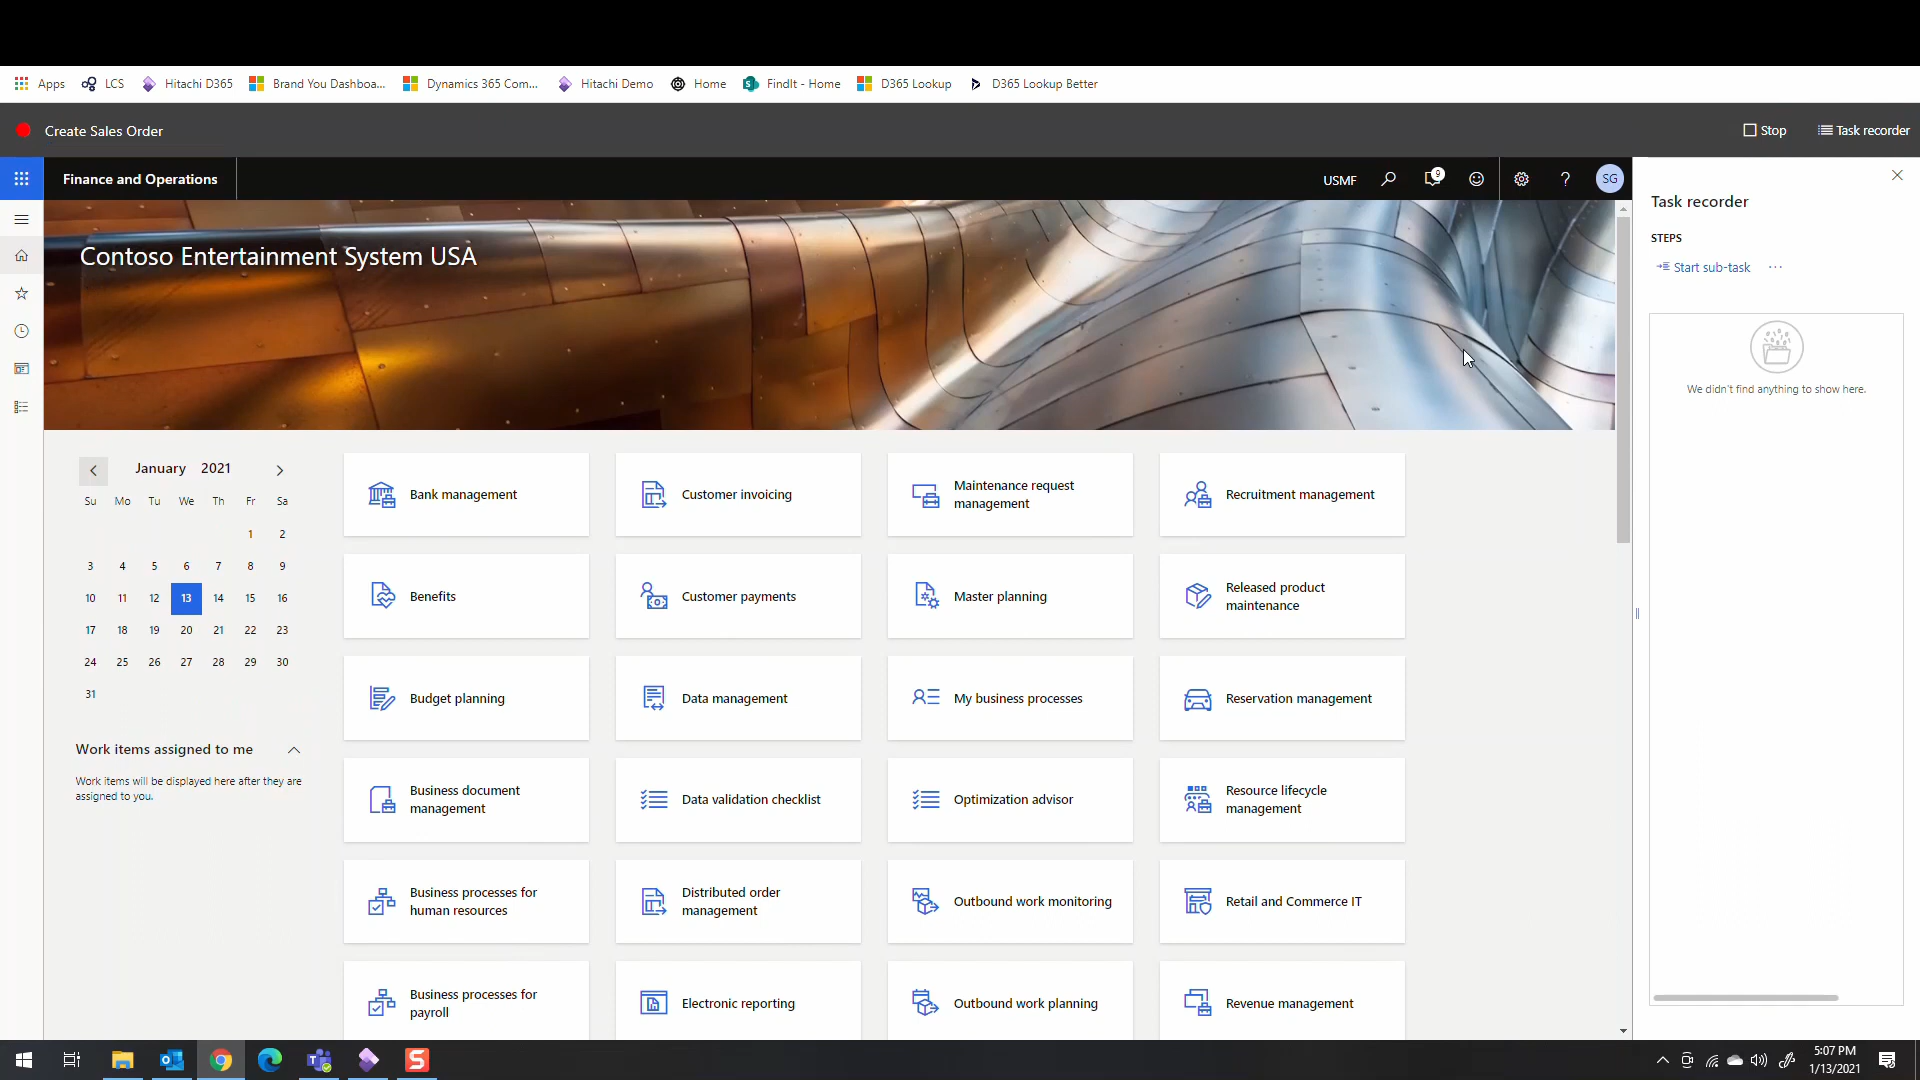 Apps LCS Hitachi D365 Brand You Dashboa... Dynamics 365 Com... Hitachi Demo Home FindIt - Home D365 Lookup D365 Lookup Better
Create Sales Order
Stop
Task recorder
Finance and Operations
USMF
9
?
SG
Contoso Entertainment System USA
January 2021
Su Mo Tu We Th Fr Sa
1 2
3 4 5 6 7 8 9
10 11 12 13 14 15 16
17 18 19 20 21 22 23
24 25 26 27 28 29 30
31
Work items assigned to me
Work items will be displayed here after they are
assigned to you.
Bank management
Customer invoicing
Maintenance request
management
Recruitment management
Benefits
Customer payments
Master planning
Released product
maintenance
Budget planning
Data management
My business processes
Reservation management
Business document
management
Data validation checklist
Optimization advisor
Resource lifecycle
management
Business processes for
human resources
Distributed order
management
Outbound work monitoring
Retail and Commerce IT
Business processes for
payroll
Electronic reporting
Outbound work planning
Revenue management
Task recorder
STEPS
Start sub-task ...
We didn't find anything to show here.
5:07 PM
1/13/2021